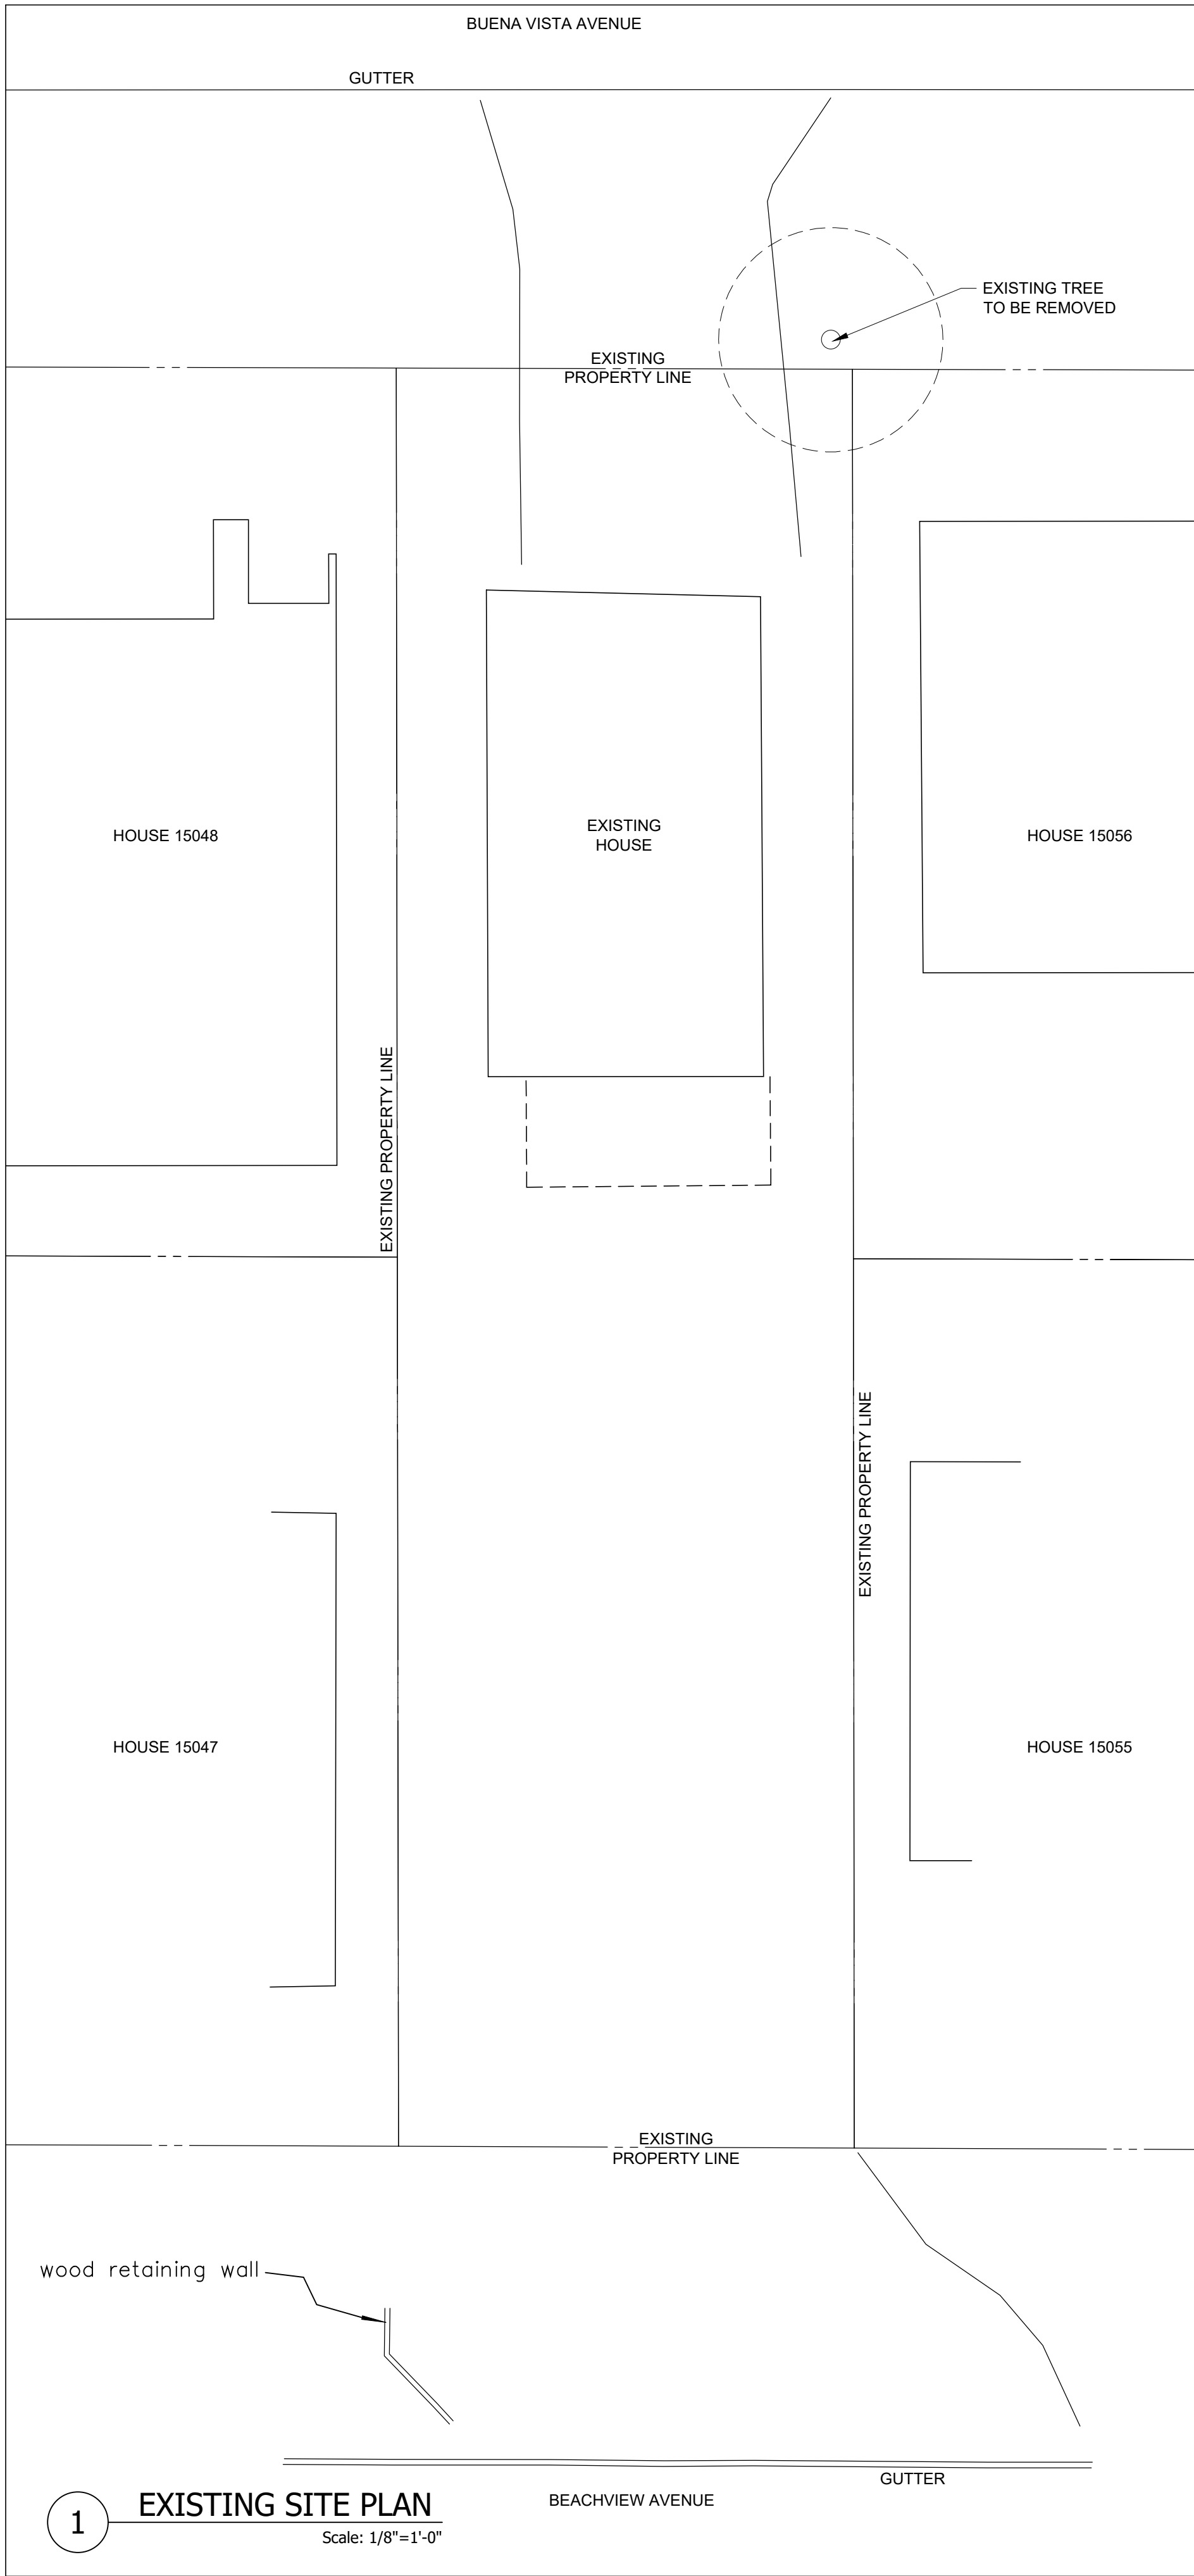 BUENA VISTA AVENUE
GUTTER
EXISTING TREE
TO BE REMOVED
EXISTING
PROPERTY LINE
HOUSE 15048
EXISTING
HOUSE
HOUSE 15056
EXISTING PROPERTY LINE
EXISTING PROPERTY LINE
HOUSE 15047
HOUSE 15055
EXISTING
PROPERTY LINE
wood retaining wall
GUTTER
BEACHVIEW AVENUE
1
EXISTING SITE PLAN
Scale: 1/8"=1'-0"